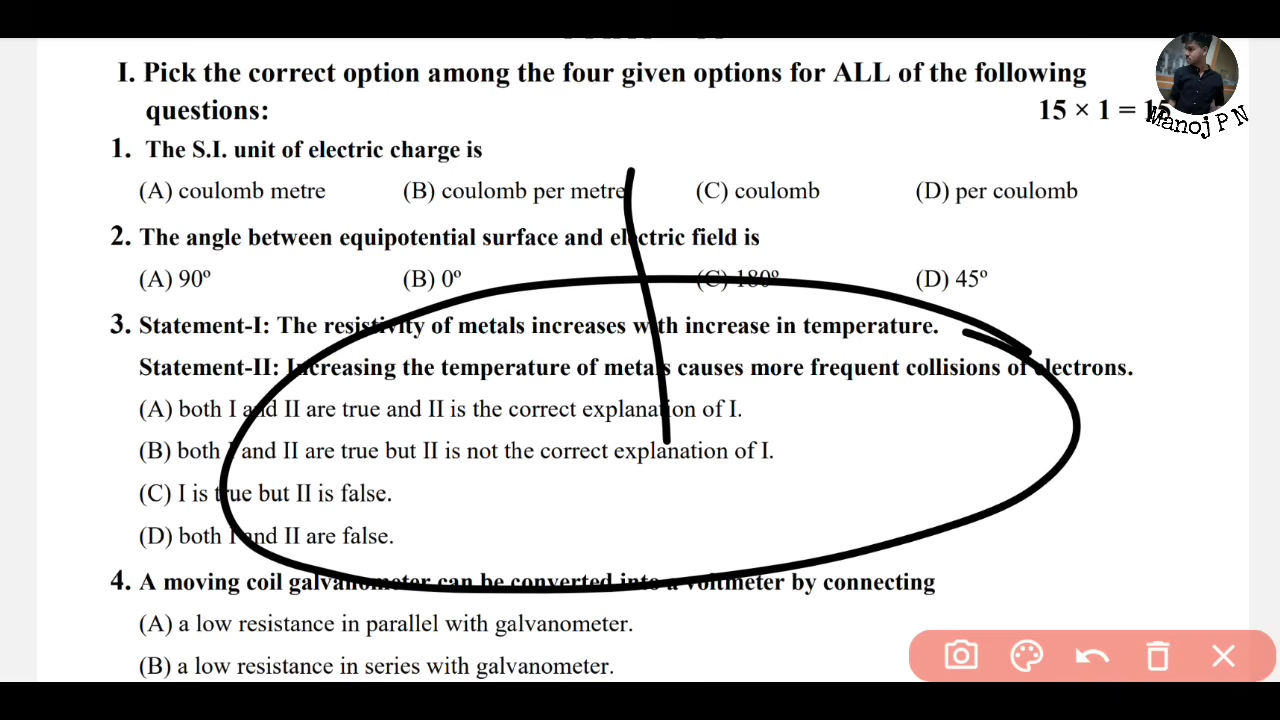 I. Pick the correct option among the four given options for ALL of the following
questions: 15 × 1 = 15
Manoj P N
1. The S.I. unit of electric charge is
(A) coulomb metre (B) coulomb per metre (C) coulomb (D) per coulomb
2. The angle between equipotential surface and electric field is
(A) 90º (B) 0º (C) 180º (D) 45º
3. Statement-I: The resistivity of metals increases with increase in temperature.
Statement-II: Increasing the temperature of metals causes more frequent collisions of electrons.
(A) both I and II are true and II is the correct explanation of I.
(B) both I and II are true but II is not the correct explanation of I.
(C) I is true but II is false.
(D) both I and II are false.
4. A moving coil galvanometer can be converted into a voltmeter by connecting
(A) a low resistance in parallel with galvanometer.
(B) a low resistance in series with galvanometer.